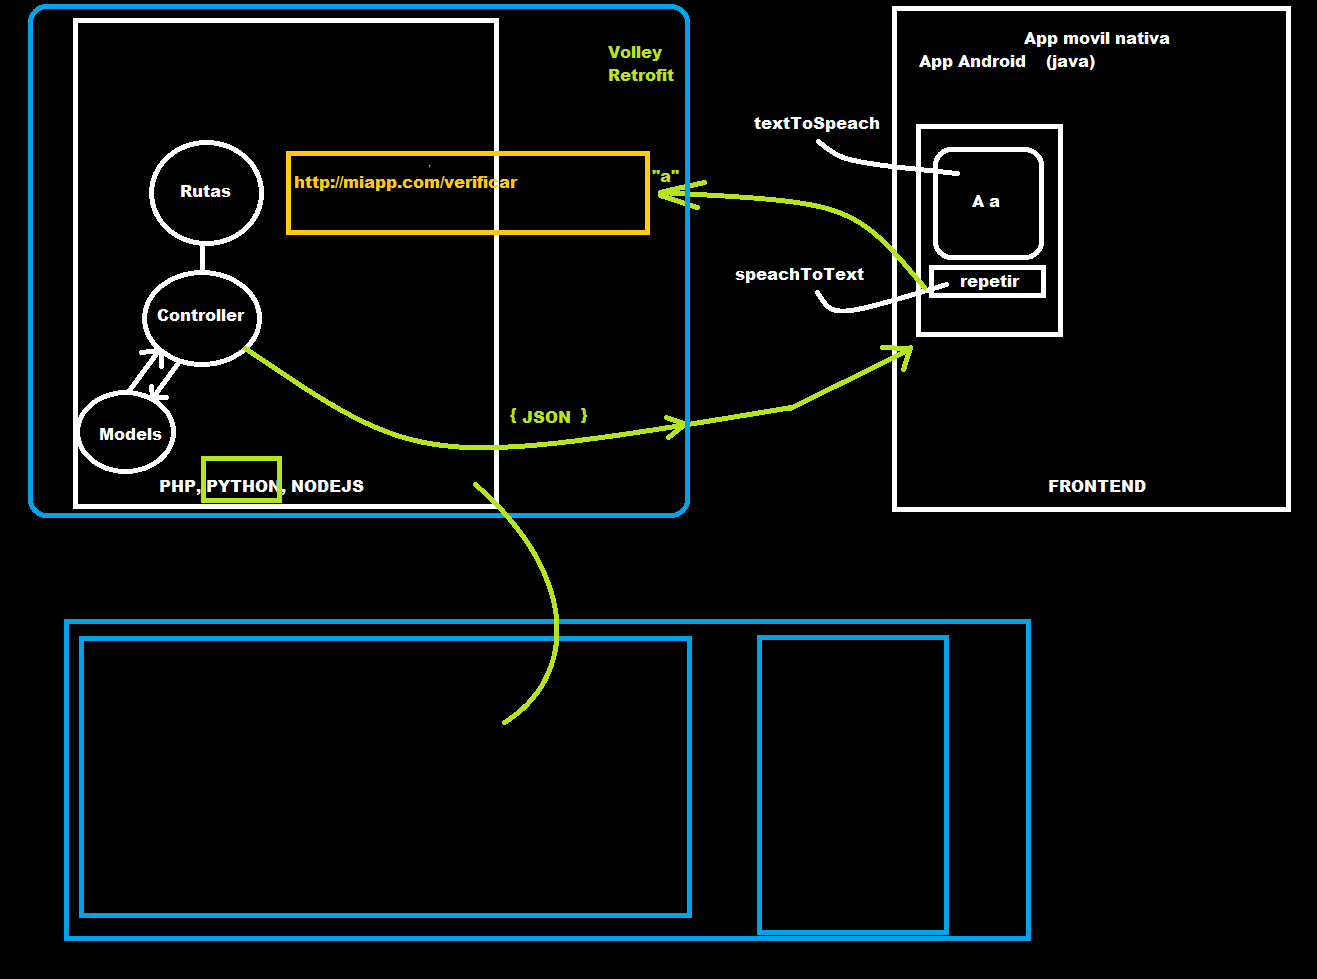 Volley
Retrofit
Rutas
http://miapp.com/verificar
"a"
Controller
Models
{ JSON }
PHP, PYTHON, NODEJS
App movil nativa
App Android (java)
textToSpeach
A a
speachToText
repetir
FRONTEND